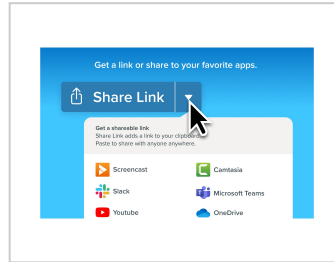 Get a link or share to your favorite apps.
Share Link
Get a shareable link
Share Link adds a link to your clipboard.
Paste to share with anyone anywhere.
Screencast
Camtasia
Slack
Microsoft Teams
Youtube
OneDrive